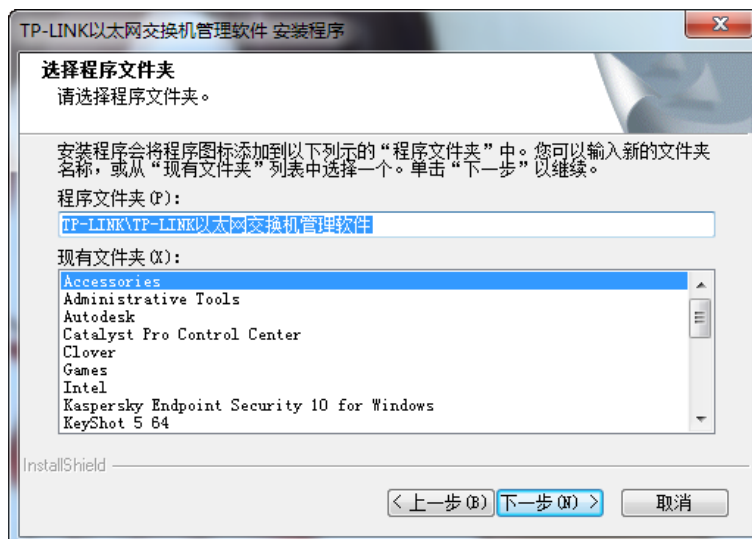 TP-LINK以太网交换机管理软件 安装程序
选择程序文件夹
请选择程序文件夹。
安装程序会将程序图标添加到以下列示的“程序文件夹”中。您可以输入新的文件夹
名称，或从“现有文件夹”列表中选择一个。单击“下一步”以继续。
程序文件夹(P)：
TP-LINK\TP-LINK以太网交换机管理软件
现有文件夹(X)：
Accessories
Administrative Tools
Autodesk
Catalyst Pro Control Center
Clover
Games
Intel
Kaspersky Endpoint Security 10 for Windows
KeyShot 5 64
InstallShield
< 上一步(B) 下一步(N) > 取消